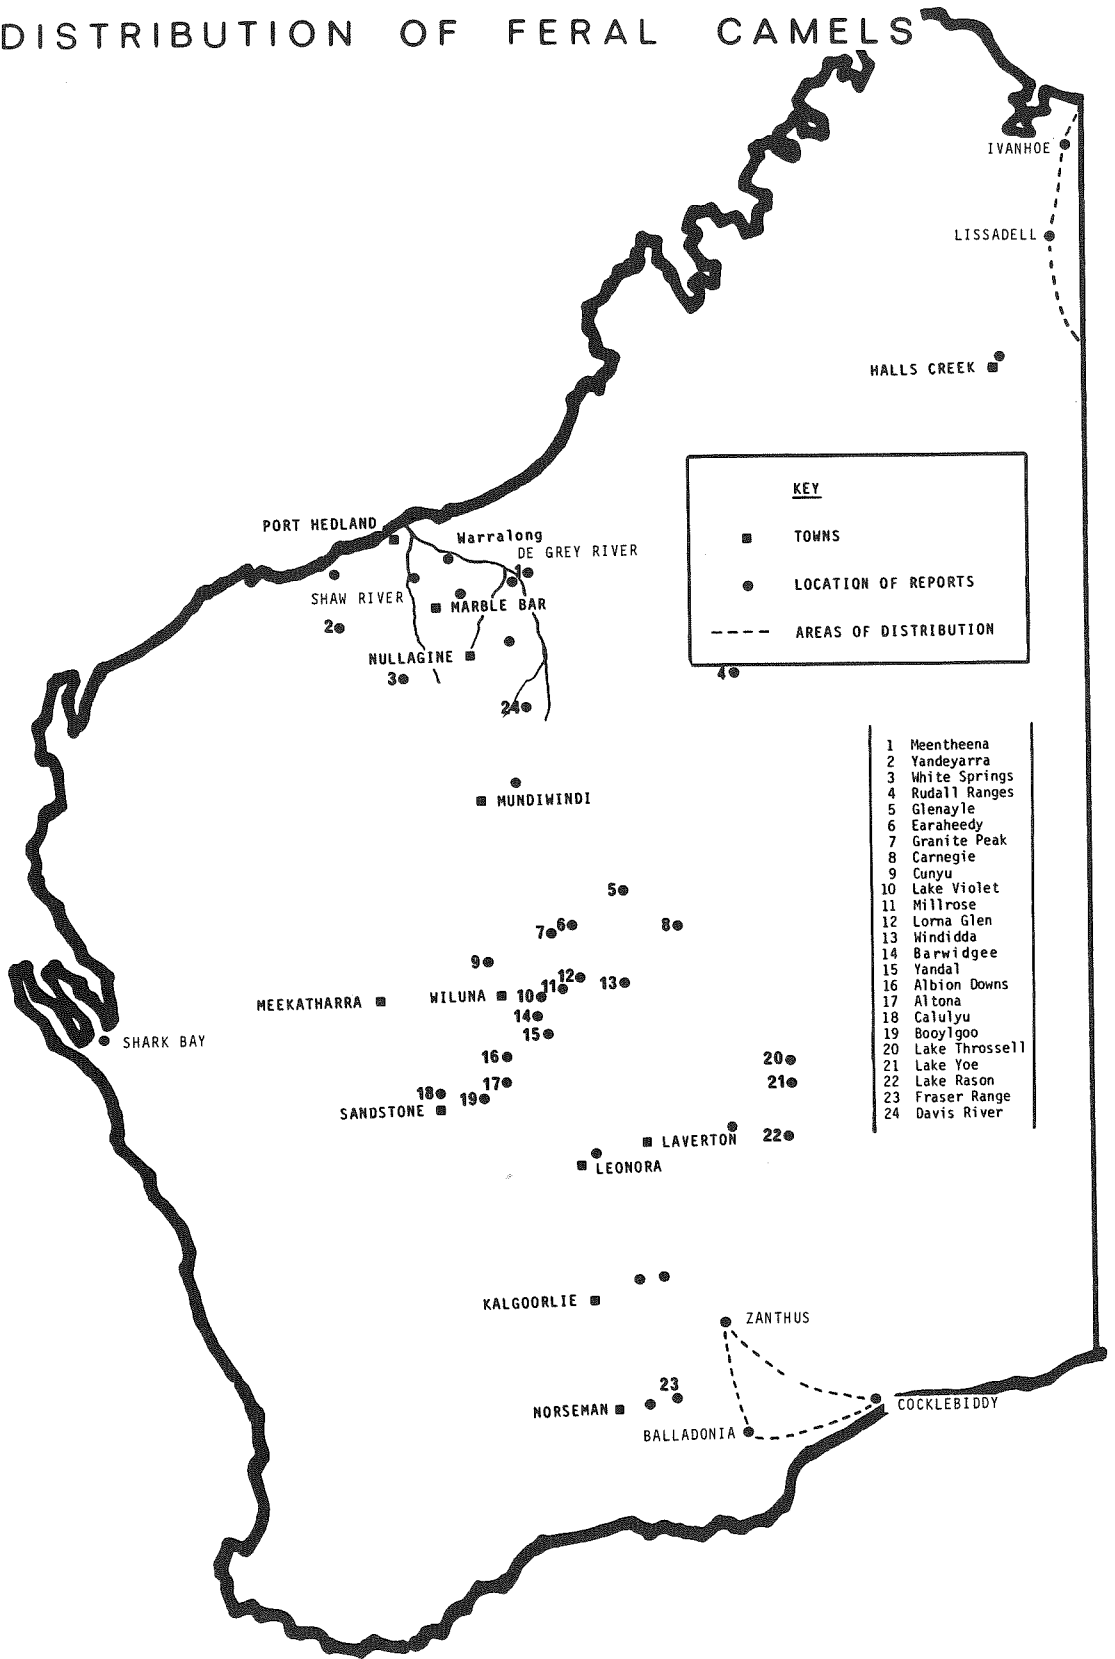 DISTRIBUTION OF FERAL CAMELS
IVANHOE
LISSADELL
HALLS CREEK
KEY
TOWNS
LOCATION OF REPORTS
AREAS OF DISTRIBUTION
PORT HEDLAND
Warralong
DE GREY RIVER
1
SHAW RIVER
MARBLE BAR
2
NULLAGINE
3
4
24
MUNDIWINDI
1 Meentheena
2 Yandeyarra
3 White Springs
4 Rudall Ranges
5 Glenayle
6 Earaheedy
7 Granite Peak
8 Carnegie
9 Cunyu
10 Lake Violet
11 Millrose
12 Lorna Glen
13 Windidda
14 Barwidgee
15 Yandal
16 Albion Downs
17 Altona
18 Calulyu
19 Booylgoo
20 Lake Throssell
21 Lake Yoe
22 Lake Rason
23 Fraser Range
24 Davis River
5
7 6 8
9
12
11 13
MEEKATHARRA WILUNA 10
14
15
SHARK BAY
16 20
17 21
18 19
SANDSTONE
LAVERTON 22
LEONORA
KALGOORLIE
ZANTHUS
23
NORSEMAN
COCKLEBIDDY
BALLADONIA